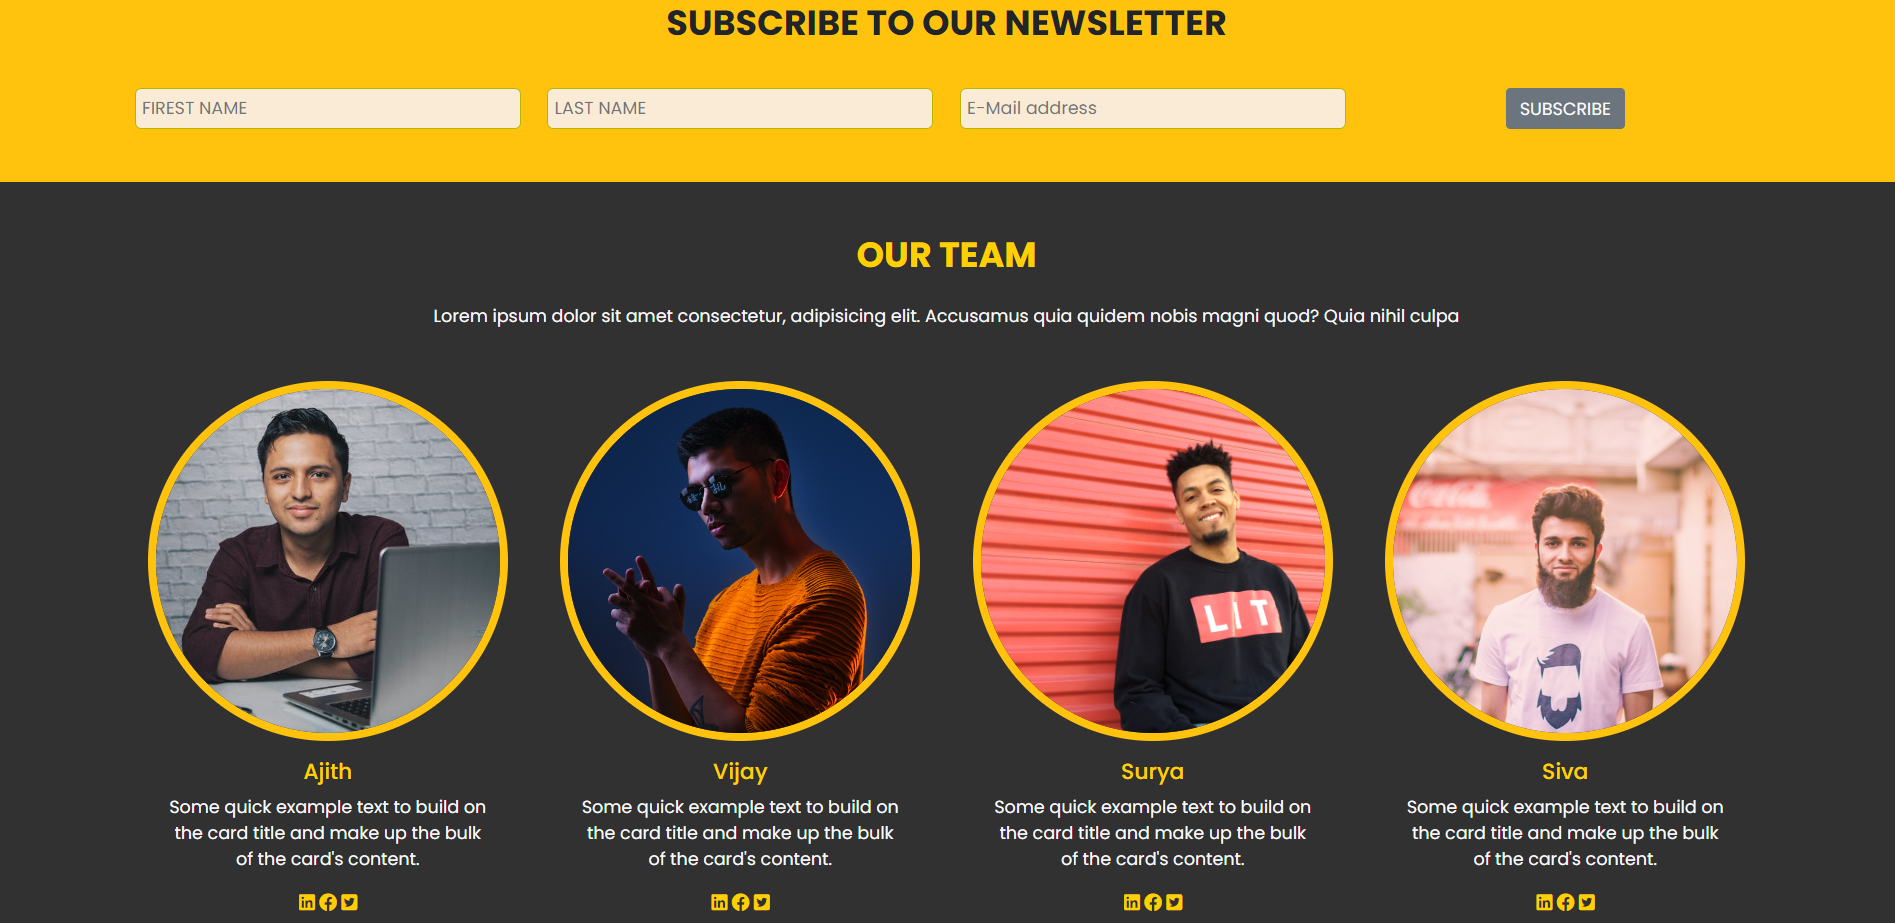 SUBSCRIBE TO OUR NEWSLETTER
FIREST NAME
LAST NAME
E-Mail address
SUBSCRIBE
OUR TEAM
Lorem ipsum dolor sit amet consectetur, adipisicing elit. Accusamus quia quidem nobis magni quod? Quia nihil culpa
LIT
Ajith
Some quick example text to build on
the card title and make up the bulk
of the card's content.
Vijay
Some quick example text to build on
the card title and make up the bulk
of the card's content.
Surya
Some quick example text to build on
the card title and make up the bulk
of the card's content.
Siva
Some quick example text to build on
the card title and make up the bulk
of the card's content.